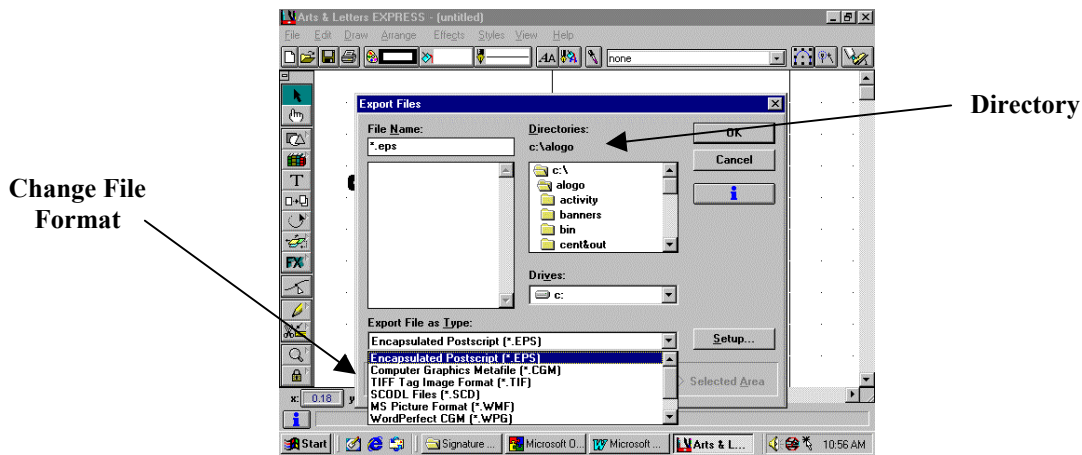 Arts & Letters EXPRESS - (untitled)
File Edit Draw Arrange Effects Styles View Help
AA none
Export Files
Directory
File Name:
Directories:
OK
*.eps
c:\alogo
Cancel
c:\
alogo
activity
banners
bin
cent&out
i
T
Change File
Format
FX
Drives:
c:
Export File as Type:
Encapsulated Postscript (*.EPS)
Setup...
Encapsulated Postscript (*.EPS)
Computer Graphics Metafile (*.CGM)
TIFF Tag Image Format (*.TIF)
SCODL Files (*.SCD)
MS Picture Format (*.WMF)
WordPerfect CGM (*.WPG)
Selected Area
x: 0.18 y
i
Start Signature ... Microsoft O... Microsoft ... Arts & L... 10:56 AM